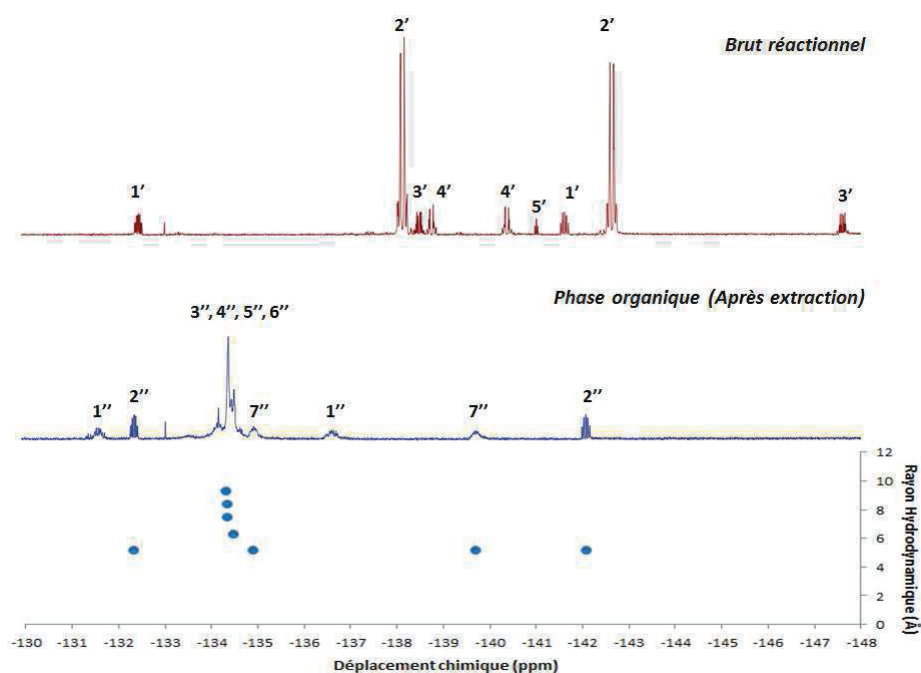 2’ 2’
Brut réactionnel
1’ 3’ 4’ 4’ 5’ 1’ 3’
Phase organique (Après extraction)
3’’, 4’’, 5’’, 6’’
1’’ 2’’ 7’’ 1’’ 7’’ 2’’
12
10
8
6
4
2
0
Rayon Hydrodynamique (Å)
-130 -131 -132 -133 -134 -135 -136 -137 -138 -139 -140 -141 -142 -143 -144 -145 -146 -147 -148
Déplacement chimique (ppm)